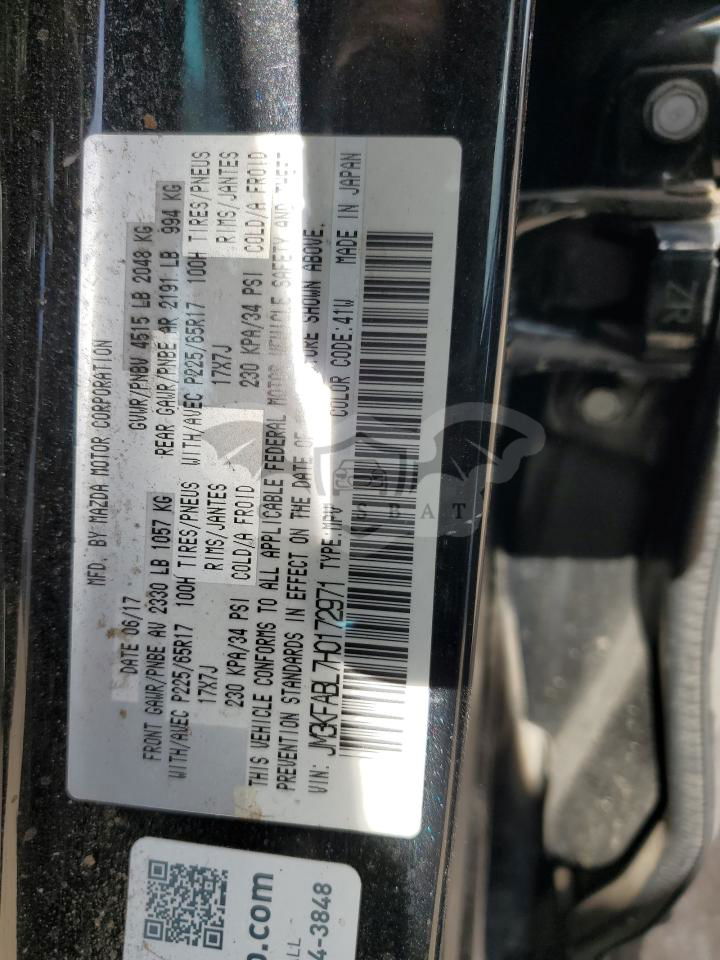 MFD. BY MAZDA MOTOR CORPORATION
DATE 06/17 GVWR/PNBV 4515 LB 2048 KG
FRONT GAWR/PNBE AV 2330 LB 1057 KG REAR GAWR/PNBE AR 2191 LB 994 KG
WITH/AVEC P225/65R17 100H TIRES/PNEUS WITH/AVEC P225/65R17 100H TIRES/PNEUS
17X7J RIMS/JANTES 17X7J RIMS/JANTES
230 KPA/34 PSI COLD/A FROID 230 KPA/34 PSI COLD/A FROID
THIS VEHICLE CONFORMS TO ALL APPLICABLE FEDERAL MOTOR VEHICLE SAFETY AND THEFT
PREVENTION STANDARDS IN EFFECT ON THE DATE OF SHOWN ABOVE.
VIN: JM3KFABL7H0172971 TYPE:MPV COLOR CODE:41W MADE IN JAPAN
ZR
.com
4-3848